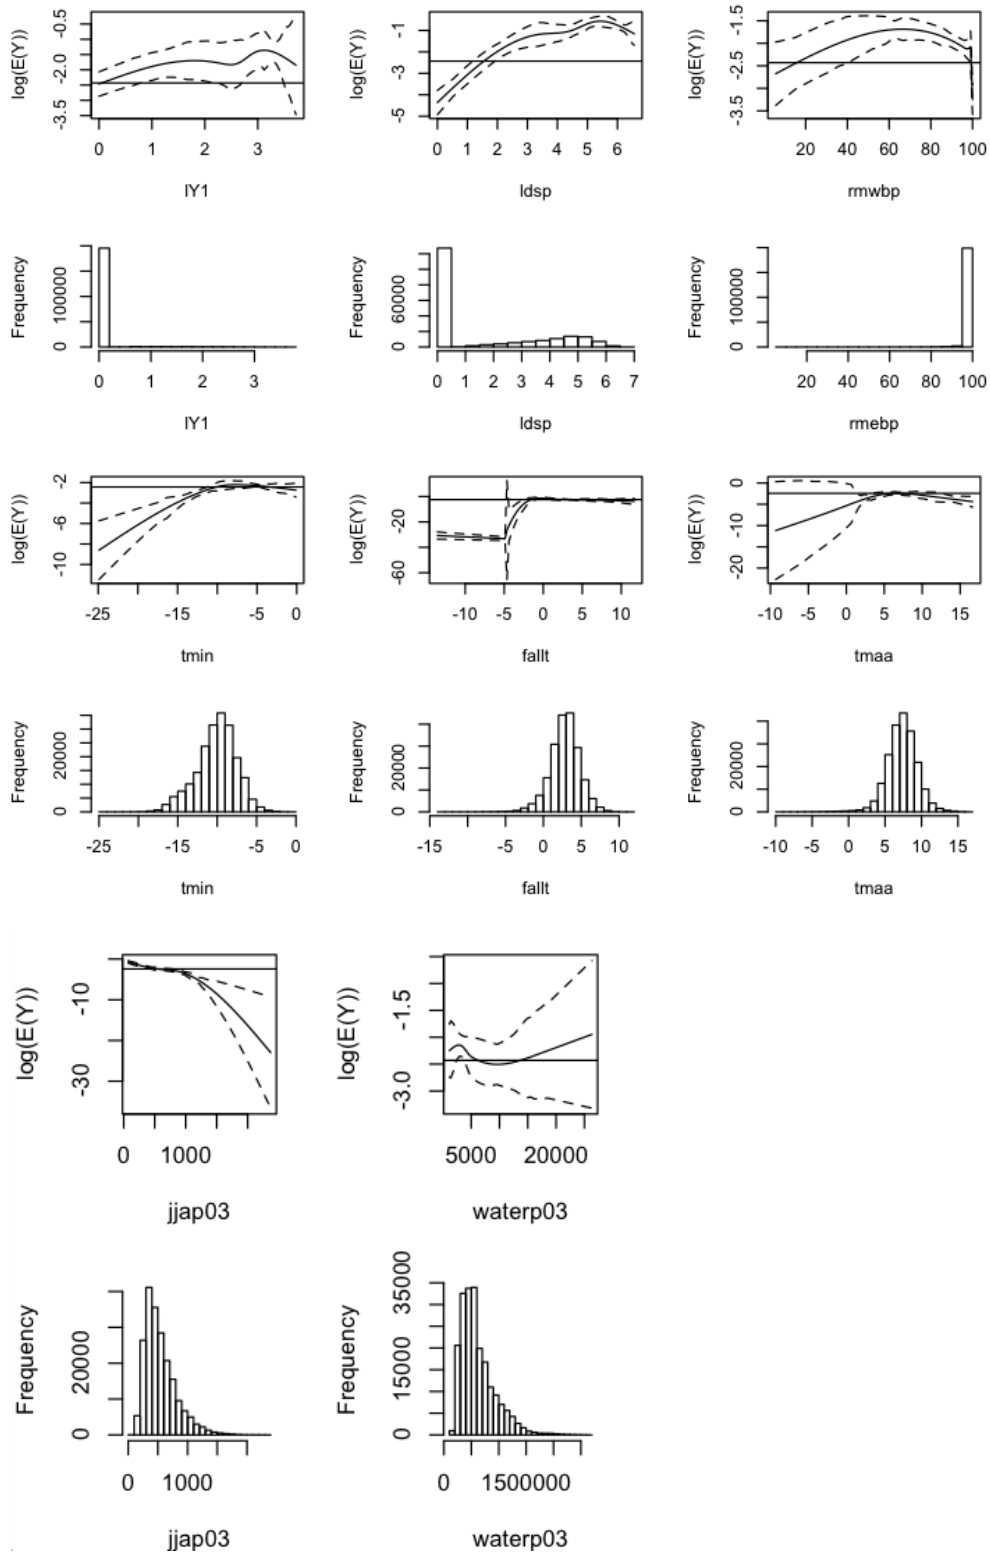 log(E(Y))
-3.5 -2.0 -0.5
0 1 2 3
lY1
log(E(Y))
-5 -3 -1
0 1 2 3 4 5 6
ldsp
log(E(Y))
-3.5 -2.5 -1.5
20 40 60 80 100
rmwbp
Frequency
0 100000
0 1 2 3
lY1
Frequency
0 60000
0 1 2 3 4 5 6 7
ldsp
Frequency
0 100000
20 40 60 80 100
rmebp
log(E(Y))
-10 -6 -2
-25 -15 -5 0
tmin
log(E(Y))
-60 -20
-10 -5 0 5 10
fallt
log(E(Y))
-20 -10 0
-10 -5 0 5 10 15
tmaa
Frequency
0 20000
-25 -15 -5 0
tmin
Frequency
0 20000
-15 -5 0 5 10
fallt
Frequency
0 20000
-10 -5 0 5 10 15
tmaa
log(E(Y))
-30 -10
0 1000
jjap03
log(E(Y))
-3.0 -1.5
5000 20000
waterp03
Frequency
0 20000
0 1000
jjap03
Frequency
0 15000 35000
0 1500000
waterp03